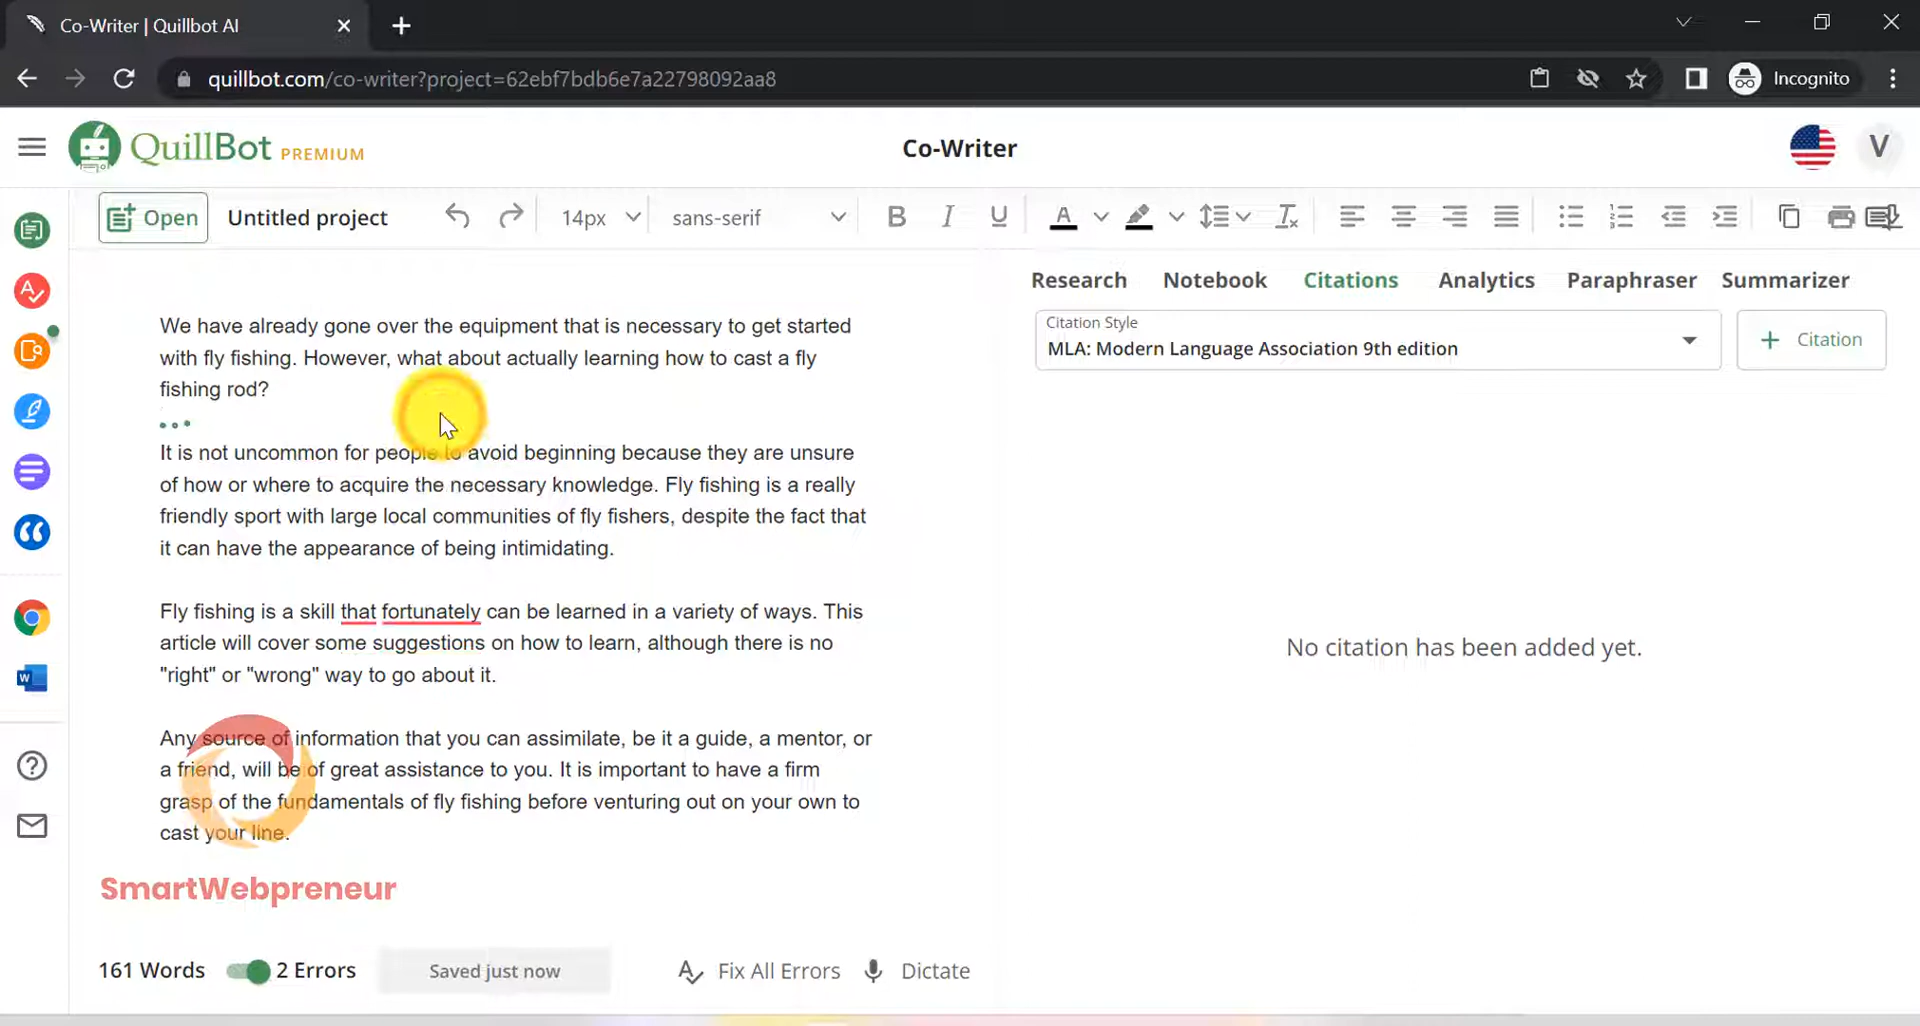 Co-Writer | Quillbot AI
quillbot.com/co-writer?project=62ebf7bdb6e7a22798092aa8
Incognito
QuillBot PREMIUM
Co-Writer
V
Open
Untitled project
14px
sans-serif
B I U A
Research Notebook Citations Analytics Paraphraser Summarizer
Citation Style
MLA: Modern Language Association 9th edition
+ Citation
We have already gone over the equipment that is necessary to get started
with fly fishing. However, what about actually learning how to cast a fly
fishing rod?
It is not uncommon for people to avoid beginning because they are unsure
of how or where to acquire the necessary knowledge. Fly fishing is a really
friendly sport with large local communities of fly fishers, despite the fact that
it can have the appearance of being intimidating.
Fly fishing is a skill that fortunately can be learned in a variety of ways. This
article will cover some suggestions on how to learn, although there is no
"right" or "wrong" way to go about it.
Any source of information that you can assimilate, be it a guide, a mentor, or
a friend, will be of great assistance to you. It is important to have a firm
grasp of the fundamentals of fly fishing before venturing out on your own to
cast your line.
No citation has been added yet.
SmartWebpreneur
161 Words
2 Errors
Saved just now
Fix All Errors
Dictate